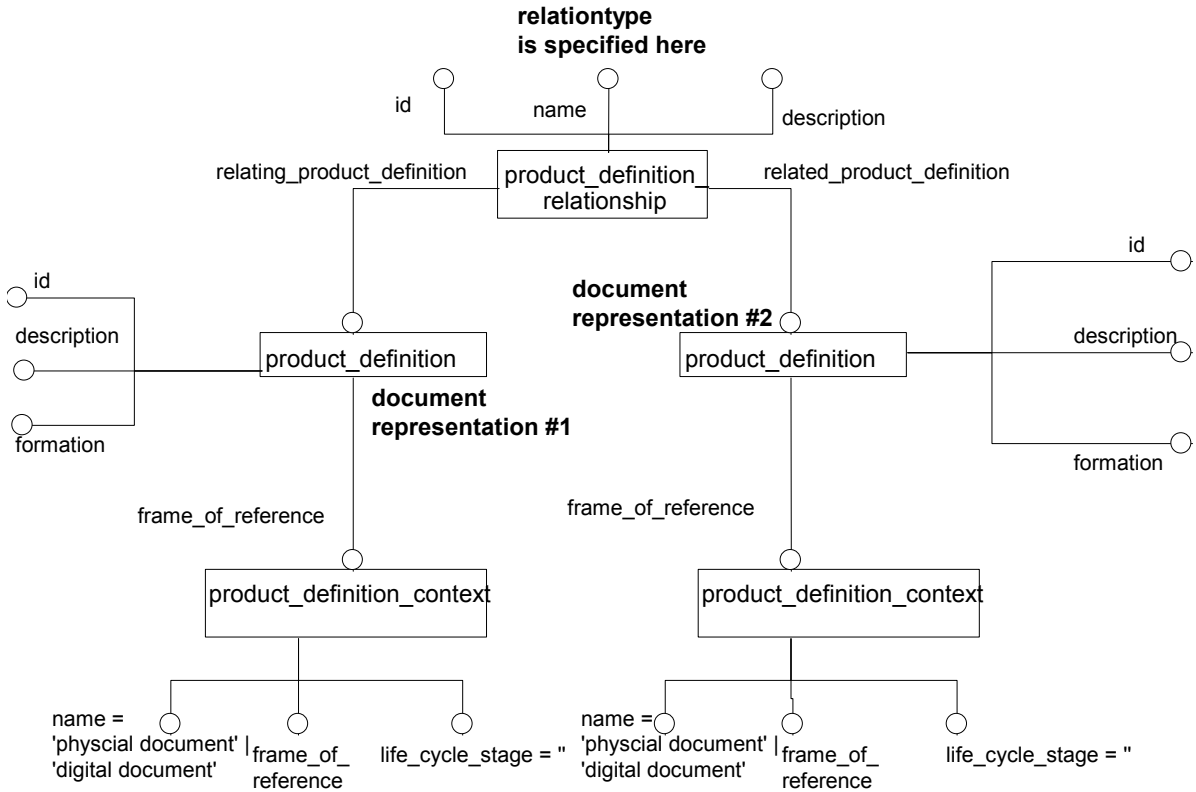 relationtype
is specified here
id
name
description
relating_product_definition
product_definition_
relationship
related_product_definition
id
description
formation
document
representation #2
id
description
formation
product_definition
product_definition
document
representation #1
frame_of_reference
frame_of_reference
product_definition_context
product_definition_context
name =
'physcial document' |
'digital document'
frame_of_
reference
life_cycle_stage = ''
name =
'physcial document' |
'digital document'
frame_of_
reference
life_cycle_stage = ''